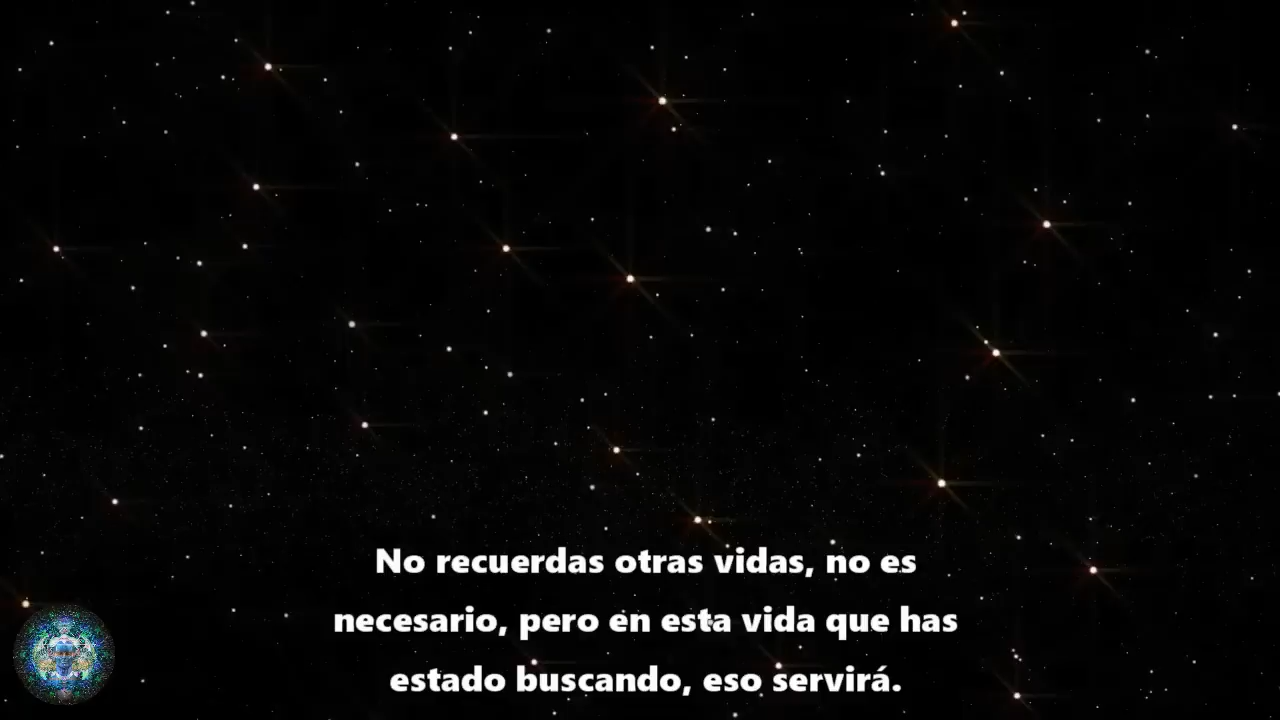 No recuerdas otras vidas, no es
necesario, pero en esta vida que has
estado buscando, eso servirá.